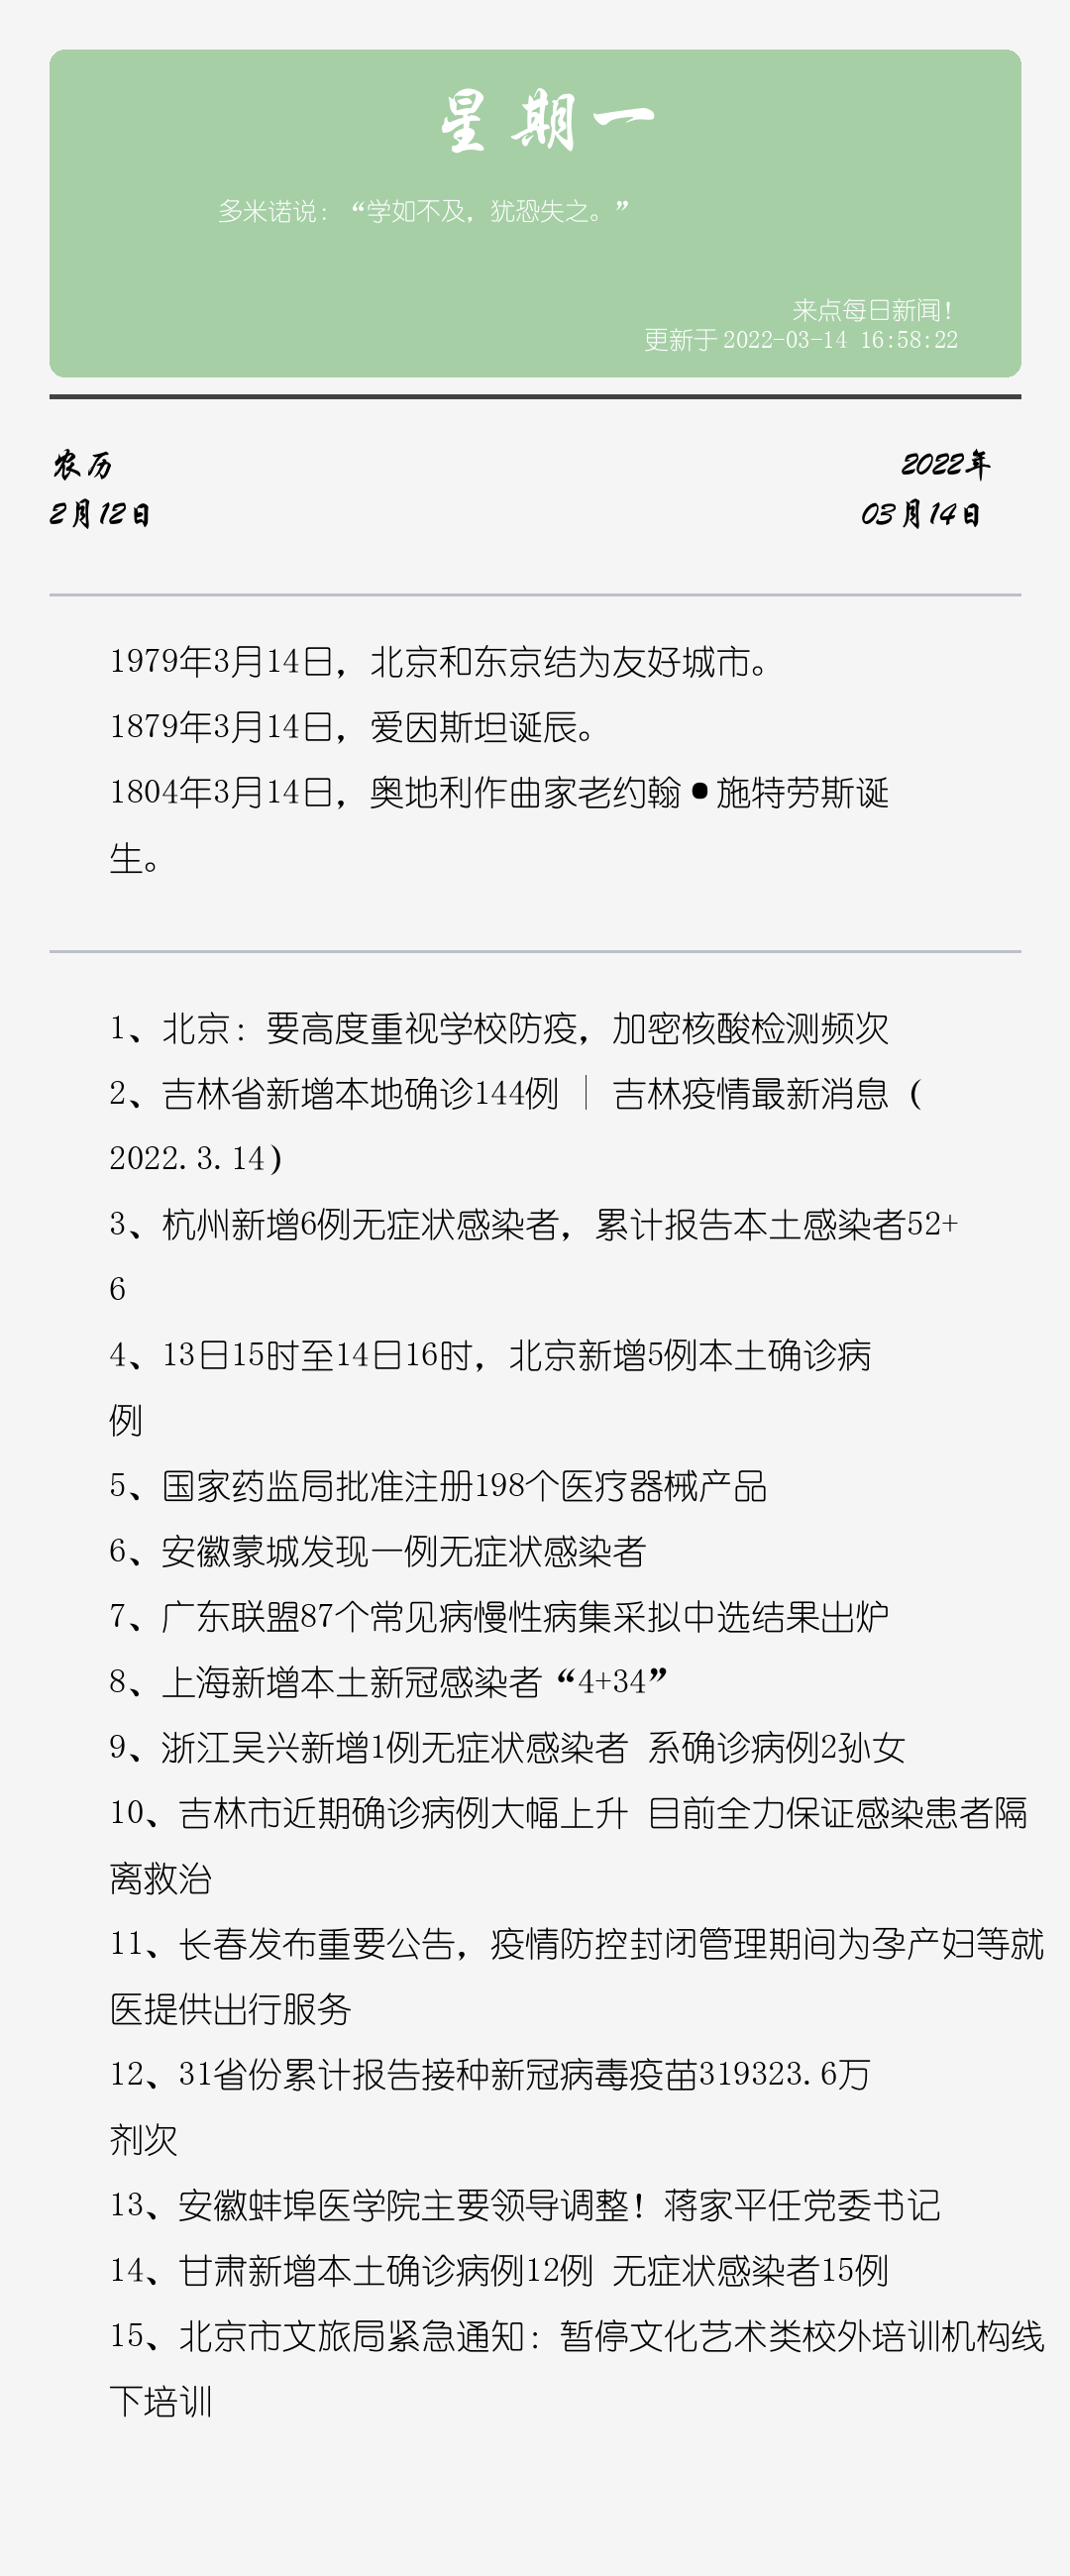 星期一
多米诺说：“学如不及，犹恐失之。”
来点每日新闻！
更新于2022-03-14 16:58:22
农历
2月12日
2022年
03月14日
1979年3月14日，北京和东京结为友好城市。
1879年3月14日，爱因斯坦诞辰。
1804年3月14日，奥地利作曲家老约翰•施特劳斯诞
生。
1、北京：要高度重视学校防疫，加密核酸检测频次
2、吉林省新增本地确诊144例 | 吉林疫情最新消息（
2022.3.14）
3、杭州新增6例无症状感染者，累计报告本土感染者52+
6
4、13日15时至14日16时，北京新增5例本土确诊病
例
5、国家药监局批准注册198个医疗器械产品
6、安徽蒙城发现一例无症状感染者
7、广东联盟87个常见病慢性病集采拟中选结果出炉
8、上海新增本土新冠感染者“4+34”
9、浙江吴兴新增1例无症状感染者 系确诊病例2孙女
10、吉林市近期确诊病例大幅上升 目前全力保证感染患者隔
离救治
11、长春发布重要公告，疫情防控封闭管理期间为孕产妇等就
医提供出行服务
12、31省份累计报告接种新冠病毒疫苗319323.6万
剂次
13、安徽蚌埠医学院主要领导调整！蒋家平任党委书记
14、甘肃新增本土确诊病例12例 无症状感染者15例
15、北京市文旅局紧急通知：暂停文化艺术类校外培训机构线
下培训